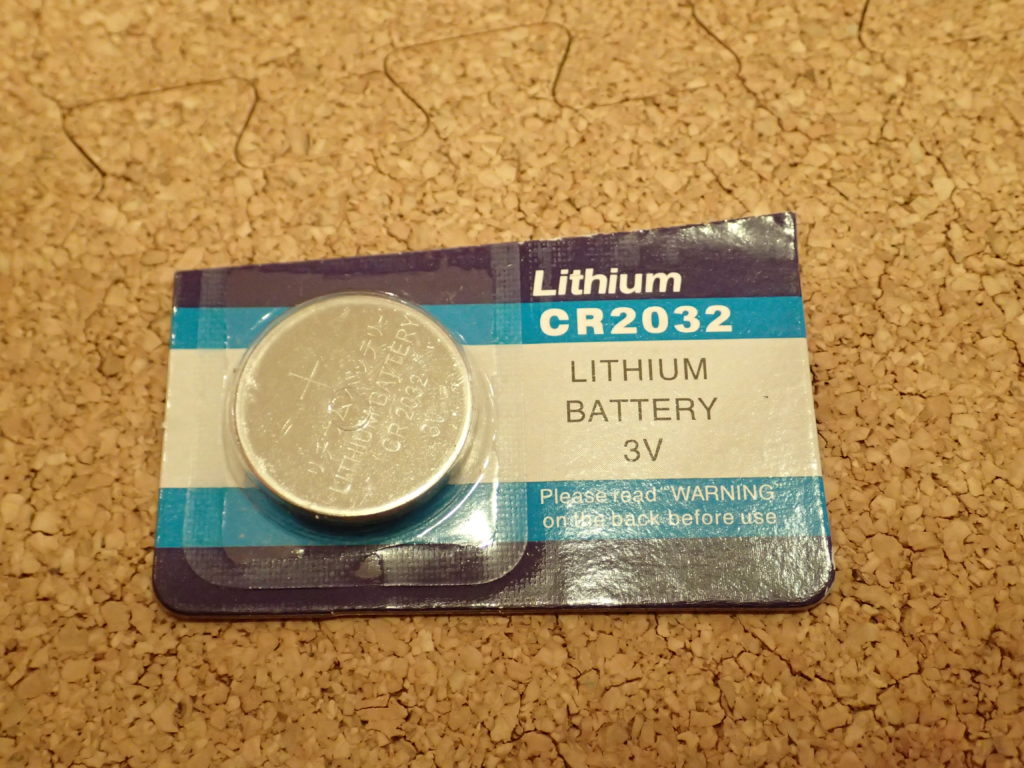 Lithium
CR2032
LITHIUM
BATTERY
3V
Please read "WARNING"
on the back before use
+
LITHIUM BATTERY
CR2032